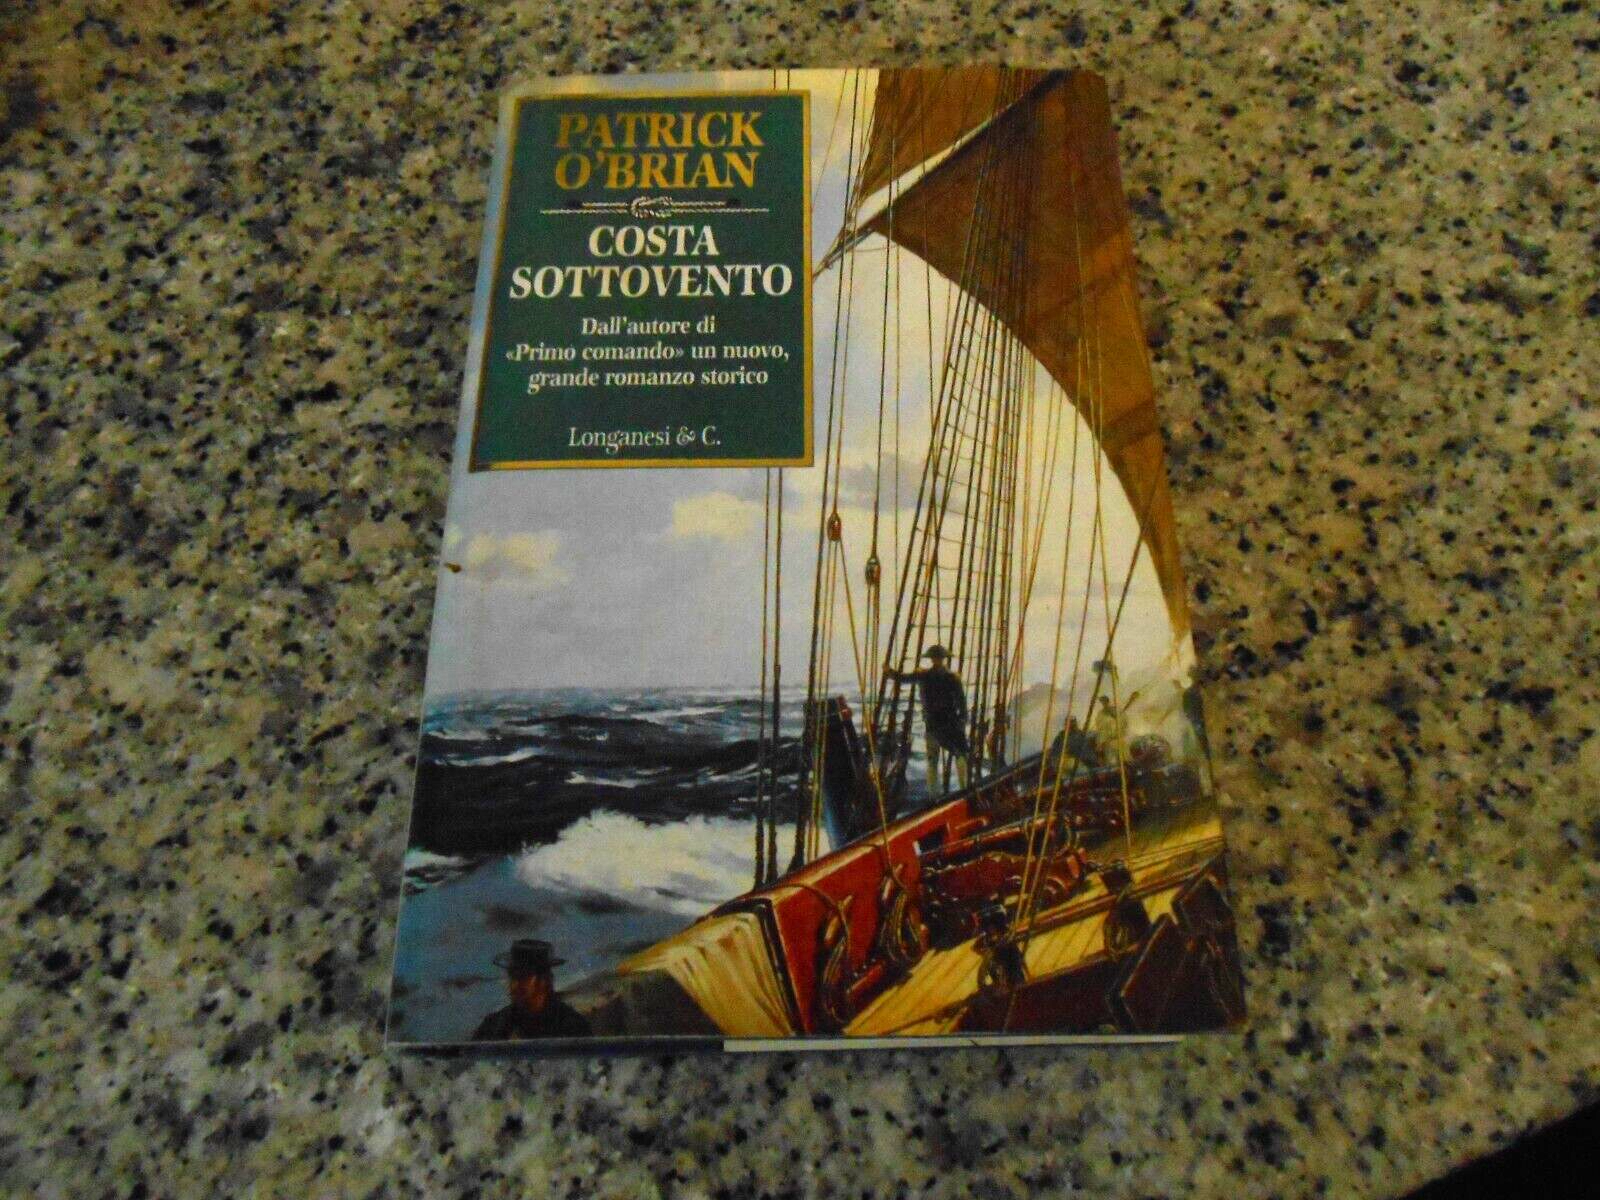 PATRICK
O'BRIAN
COSTA
SOTTOVENTO
Dall'autore di
«Primo comando» un nuovo,
grande romanzo storico
Longanesi & C.